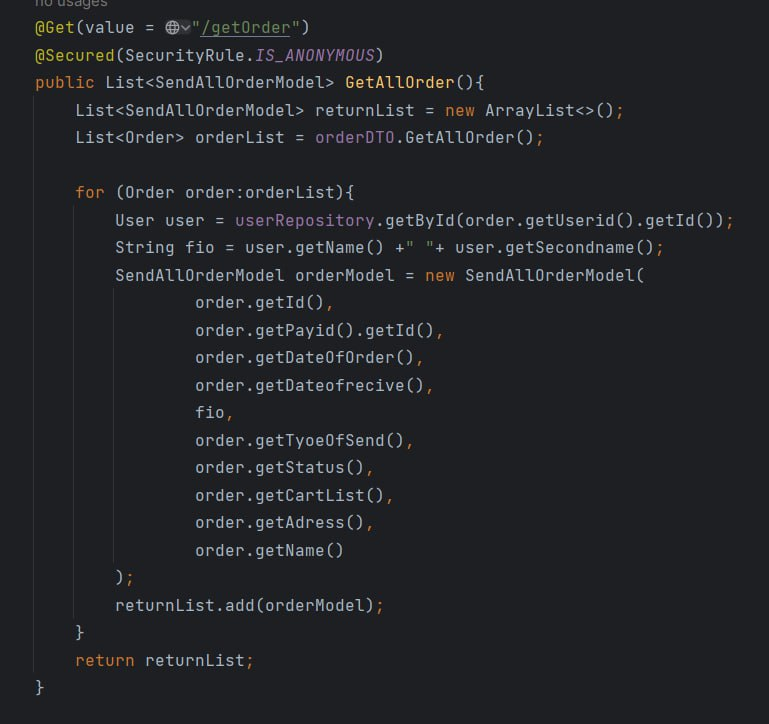 no usages
@Get(value = "/getOrder")
@Secured(SecurityRule.IS_ANONYMOUS)
public List<SendAllOrderModel> GetAllOrder(){
List<SendAllOrderModel> returnList = new ArrayList<>();
List<Order> orderList = orderDTO.GetAllOrder();
for (Order order:orderList){
User user = userRepository.getById(order.getUserid().getId());
String fio = user.getName() +" "+ user.getSecondname();
SendAllOrderModel orderModel = new SendAllOrderModel(
order.getId(),
order.getPayid().getId(),
order.getDateOfOrder(),
order.getDateofrecive(),
fio,
order.getTyoeOfSend(),
order.getStatus(),
order.getCartList(),
order.getAdress(),
order.getName()
);
returnList.add(orderModel);
}
return returnList;
}